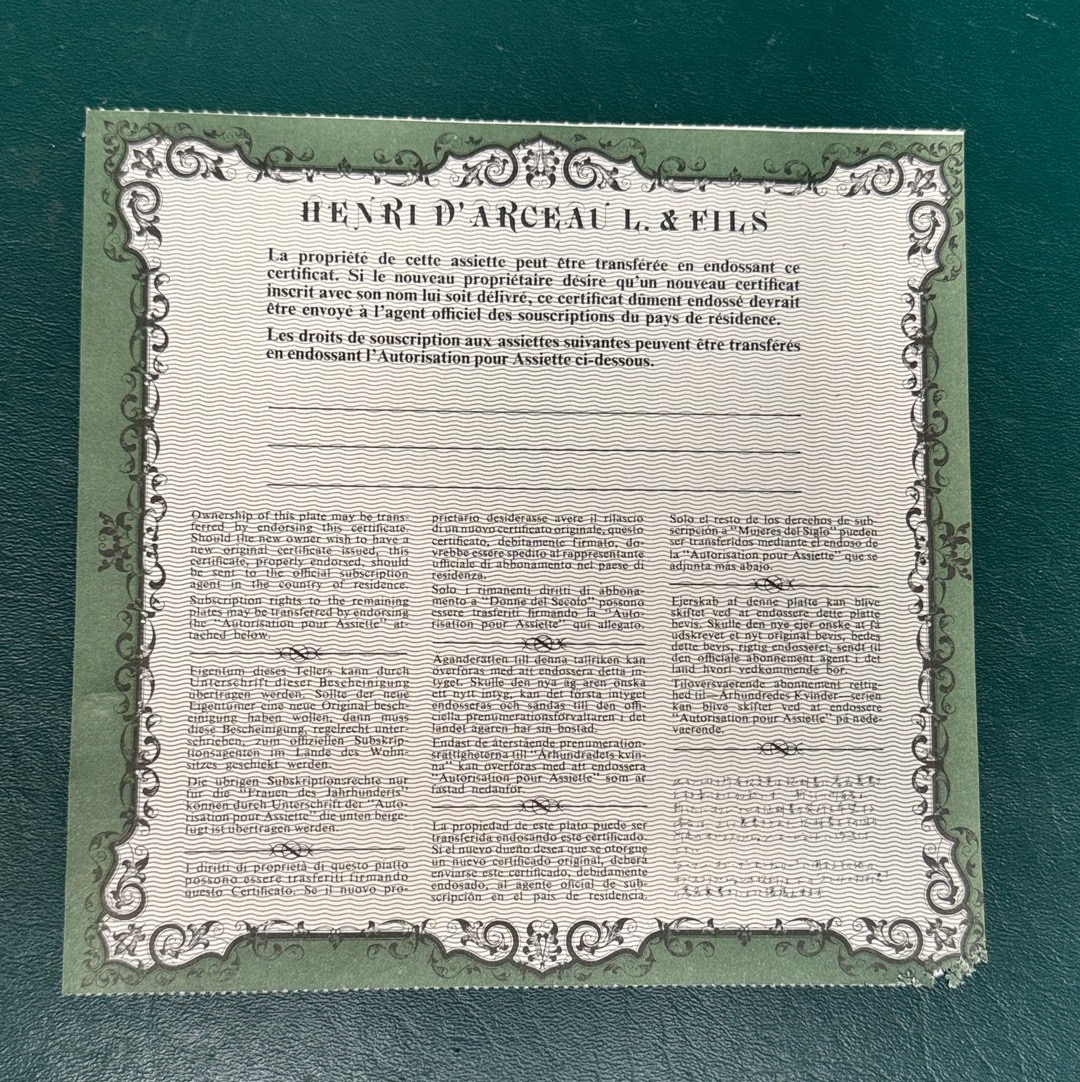 HENRI D'ARCEAU L. & FILS
La propriété de cette assiette peut être transférée en endossant ce
certificat. Si le nouveau propriétaire désire qu'un nouveau certificat
inscrit avec son nom lui soit délivré, ce certificat dûment endossé devrait
être envoyé à l'agent officiel des souscriptions du pays de résidence.
Les droits de souscription aux assiettes suivantes peuvent être transférés
en endossant l'Autorisation pour Assiette ci-dessous.
Ownership of this plate may be trans-
ferred by endorsing this certificate.
Should the new owner wish to have a
new original certificate issued, this
certificate, properly endorsed, should
be sent to the official subscription
agent in the country of residence.
Subscription rights to the remaining
plates may be transferred by endorsing
the "Autorisation pour Assiette" at-
tached below.
Eigentum dieses Tellers kann durch
Unterschrift dieser Bescheinigung
übertragen werden. Sollte der neue
Eigentümer eine neue Original besch-
einigung haben wollen, dann muss
diese Bescheinigung, regelrecht unter-
schrieben, zum offiziellen Subskrip-
tionsagenten im Lande des Wohn-
sitzes geschickt werden.
Die übrigen Subskriptionsrechte nur
für die "Frauen des Jahrhunderts"
können durch Unterschrift der "Auto-
risation pour Assiette" die unten beige-
fügt ist übertragen werden.
I diritti di proprietà di questo piatto
possono essere trasferiti firmando
questo Certificato. Se il nuovo pro-
prietario desiderasse avere il rilascio
di un nuovo certificato originale, questo
certificato, debitamente firmato, do-
vrebbe essere spedito al rappresentante
ufficiale di abbonamento nel paese di
residenza.
Solo i rimanenti diritti di abbona-
mento a "Donne del Secolo" possono
essere trasferiti firmando la "Auto-
risation pour Assiette" qui allegato.
Äganderätten till denna tallriken kan
överföras med att endossera detta in-
tyget. Skulle den nya äg aren önska
ett nytt intyg, kan det första intyget
endosseras och sändas till den offi-
ciella prenumerationsförvaltaren i det
landet ägaren har sin bostad.
Endast de återstående prenumeration-
srättigheterna till "Århundradets kvin-
na" kan överföras med att endossera
"Autorisation pour Assiette" som är
fästad nedanför.
La propiedad de este plato puede ser
transferida endosando este certificado.
Si el nuevo dueño desea que se otorgue
un nuevo certificado original, deberá
enviarse este certificado, debidamente
endosado, al agente oficial de sub-
scripción en el país de residencia.
Solo el resto de los derechos de sub-
scripción a "Mujeres del Siglo" pueden
ser transferidos mediante el endoso de
la "Autorisation pour Assiette" que se
adjunta más abajo.
Ejerskab af denne platte kan blive
skiftet ved at endossere dette platte
bevis. Skulle den nye ejer ønske at få
udskrevet et nyt original bevis, bedes
dette bevis, rigtig endosseret, sendt til
den officiale abonnement agent i det
land hvori vedkommende bor.
Tiloversvaerende abonnement rettig-
hed til—Århundredes Kvinder—serien
kan blive skiftet ved at endossere
"Autorisation pour Assiette" på nede-
vaerende.